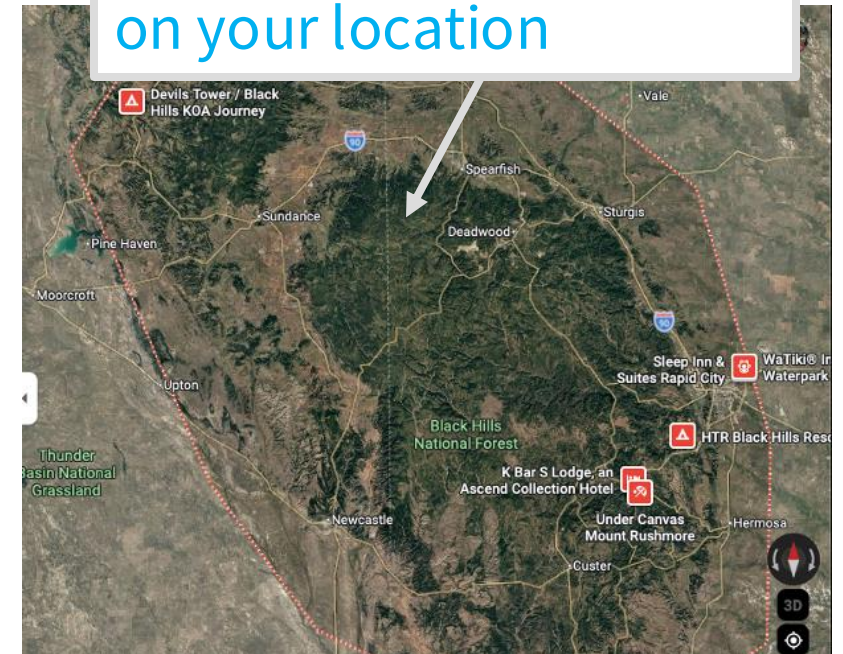 on your location
Devils Tower / Black
Hills KOA Journey
Vale
90
Spearfish
Sundance
Sturgis
Deadwood
Pine Haven
Moorcroft
90
Sleep Inn &
Suites Rapid City
WaTiki®
Waterpark
Upton
Black Hills
National Forest
HTR Black Hills
Thunder
Basin National
Grassland
K Bar S Lodge, an
Ascend Collection Hotel
Under Canvas
Mount Rushmore
Newcastle
Hermosa
Custer
3D